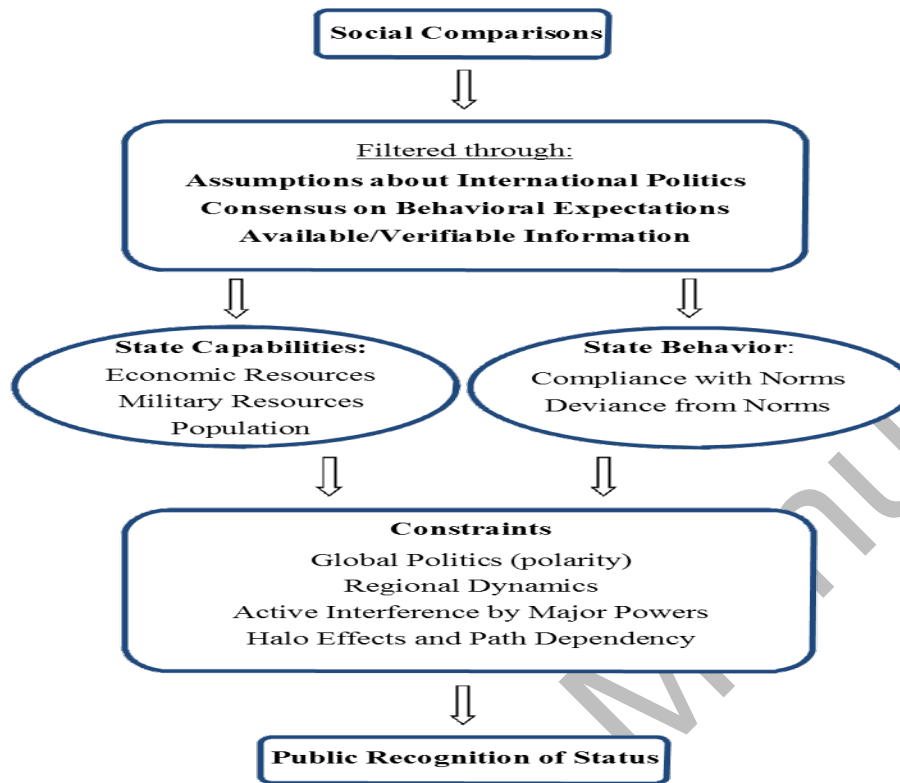 Social Comparisons
Filtered through:
Assumptions about International Politics
Consensus on Behavioral Expectations
Available/Verifiable Information
State Capabilities:
Economic Resources
Military Resources
Population
State Behavior:
Compliance with Norms
Deviance from Norms
Constraints
Global Politics (polarity)
Regional Dynamics
Active Interference by Major Powers
Halo Effects and Path Dependency
Public Recognition of Status